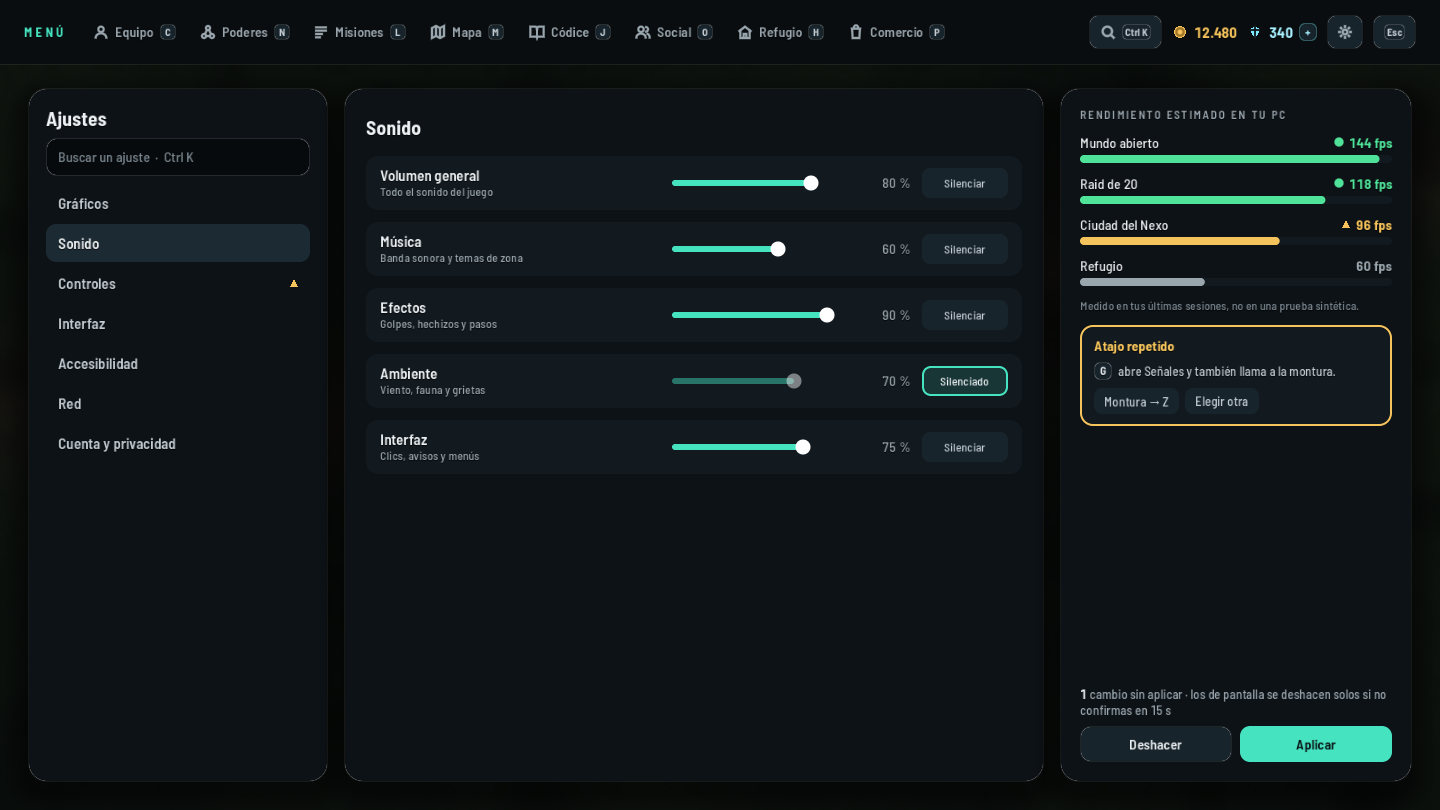 MENÚ
Equipo C
Poderes N
Misiones L
Mapa M
Códice J
Social O
Refugio H
Comercio P
Ctrl K
12.480
340 +
Esc
Ajustes
Buscar un ajuste · Ctrl K
Gráficos
Sonido
Controles
Interfaz
Accesibilidad
Red
Cuenta y privacidad
Sonido
Volumen general
Todo el sonido del juego
80 %
Silenciar
Música
Banda sonora y temas de zona
60 %
Silenciar
Efectos
Golpes, hechizos y pasos
90 %
Silenciar
Ambiente
Viento, fauna y grietas
70 %
Silenciado
Interfaz
Clics, avisos y menús
75 %
Silenciar
RENDIMIENTO ESTIMADO EN TU PC
Mundo abierto 144 fps
Raid de 20 118 fps
Ciudad del Nexo 96 fps
Refugio 60 fps
Medido en tus últimas sesiones, no en una prueba sintética.
Atajo repetido
G abre Señales y también llama a la montura.
Montura → Z
Elegir otra
1 cambio sin aplicar · los de pantalla se deshacen solos si no
confirmas en 15 s
Deshacer
Aplicar